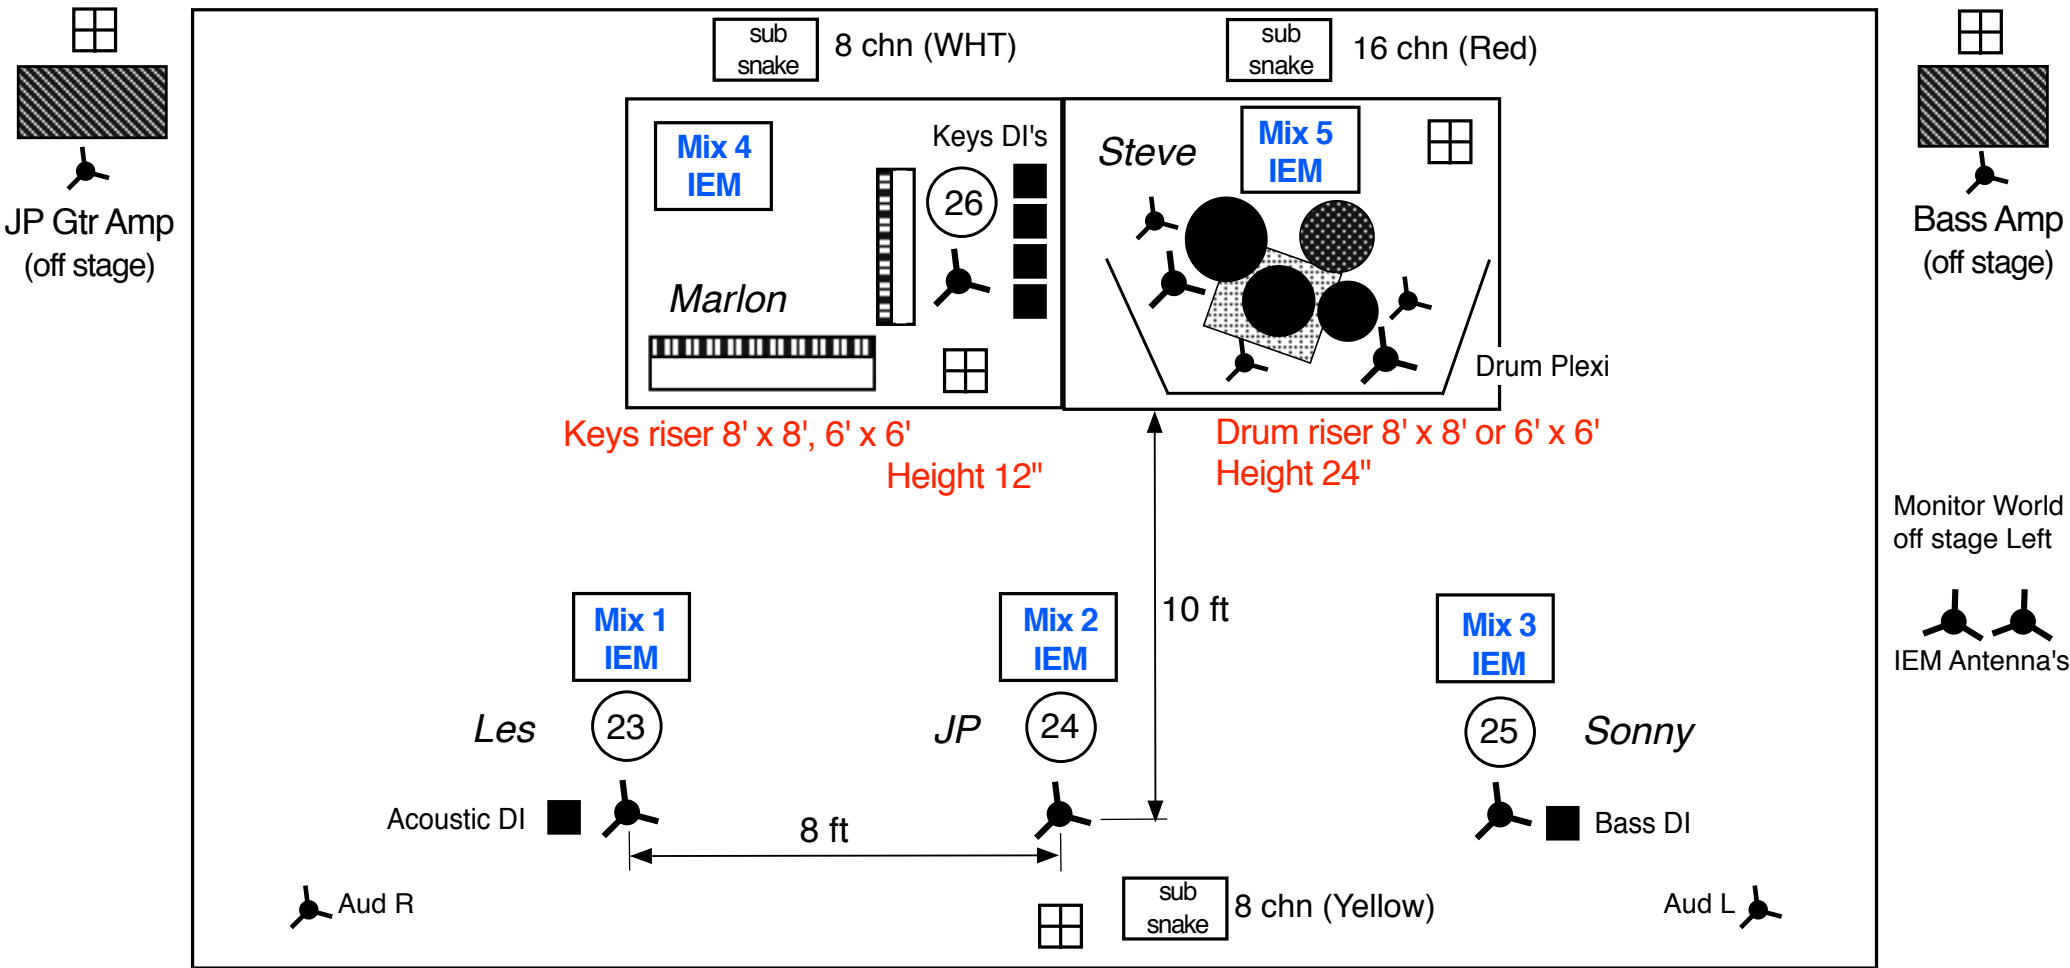 sub
snake
8 chn (WHT)
sub
snake
16 chn (Red)
JP Gtr Amp
(off stage)
Mix 4
IEM
Keys DI's
26
Marlon
Steve
Mix 5
IEM
Drum Plexi
Bass Amp
(off stage)
Keys riser 8' x 8', 6' x 6'
Height 12"
Drum riser 8' x 8' or 6' x 6'
Height 24"
Monitor World
off stage Left
IEM Antenna's
10 ft
Mix 1
IEM
Mix 2
IEM
Mix 3
IEM
Les
23
JP
24
25
Sonny
Acoustic DI
8 ft
Bass DI
Aud R
sub
snake
8 chn (Yellow)
Aud L